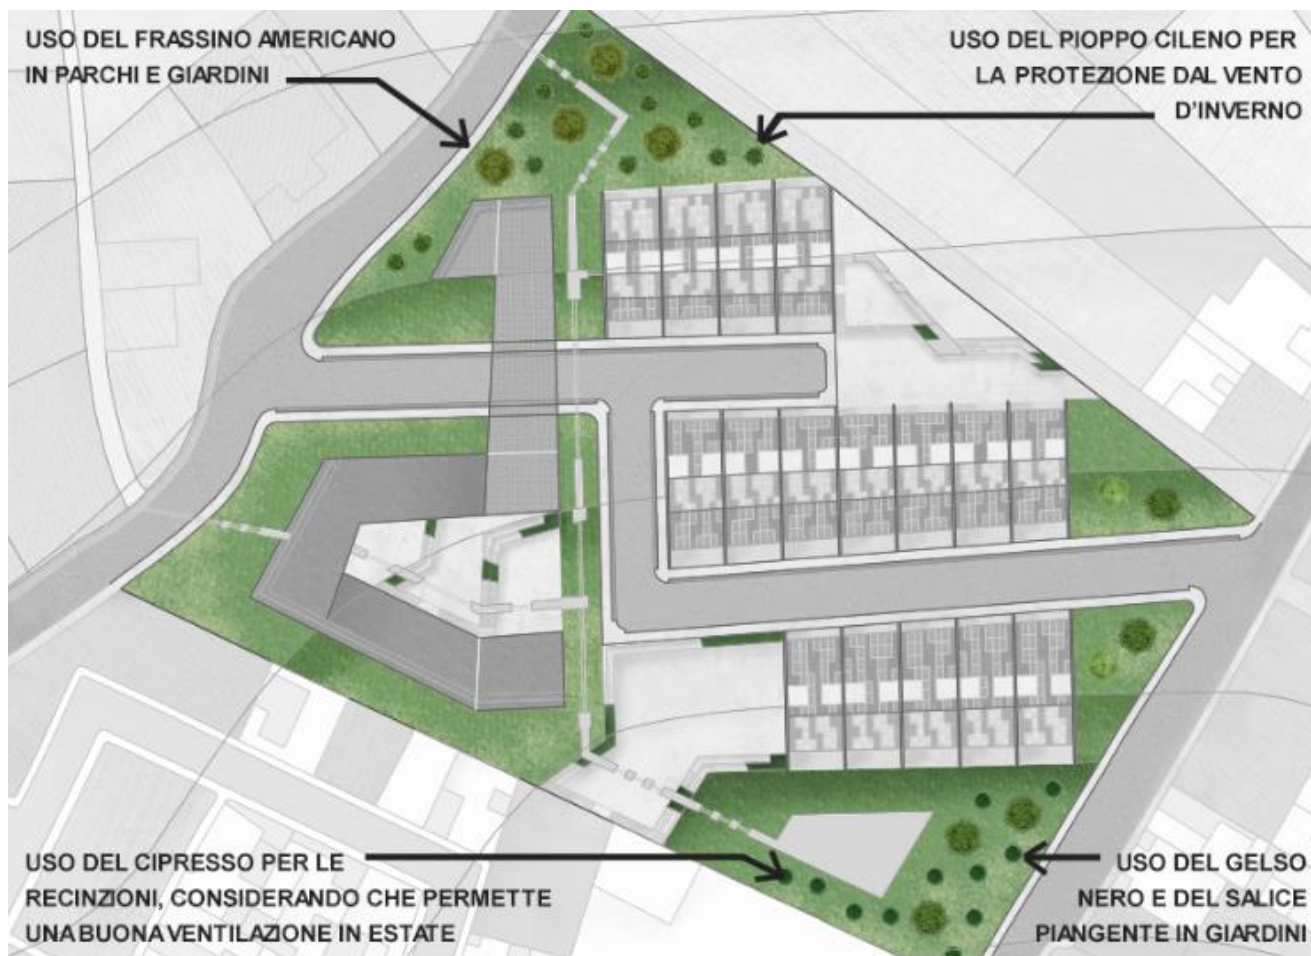 USO DEL FRASSINO AMERICANO
IN PARCHI E GIARDINI
USO DEL PIOPPO CILENO PER
LA PROTEZIONE DAL VENTO
D'INVERNO
USO DEL CIPRESSO PER LE
RECINZIONI, CONSIDERANDO CHE PERMETTE
UNA BUONA VENTILAZIONE IN ESTATE
USO DEL GELSO
NERO E DEL SALICE
PIANGENTE IN GIARDINI